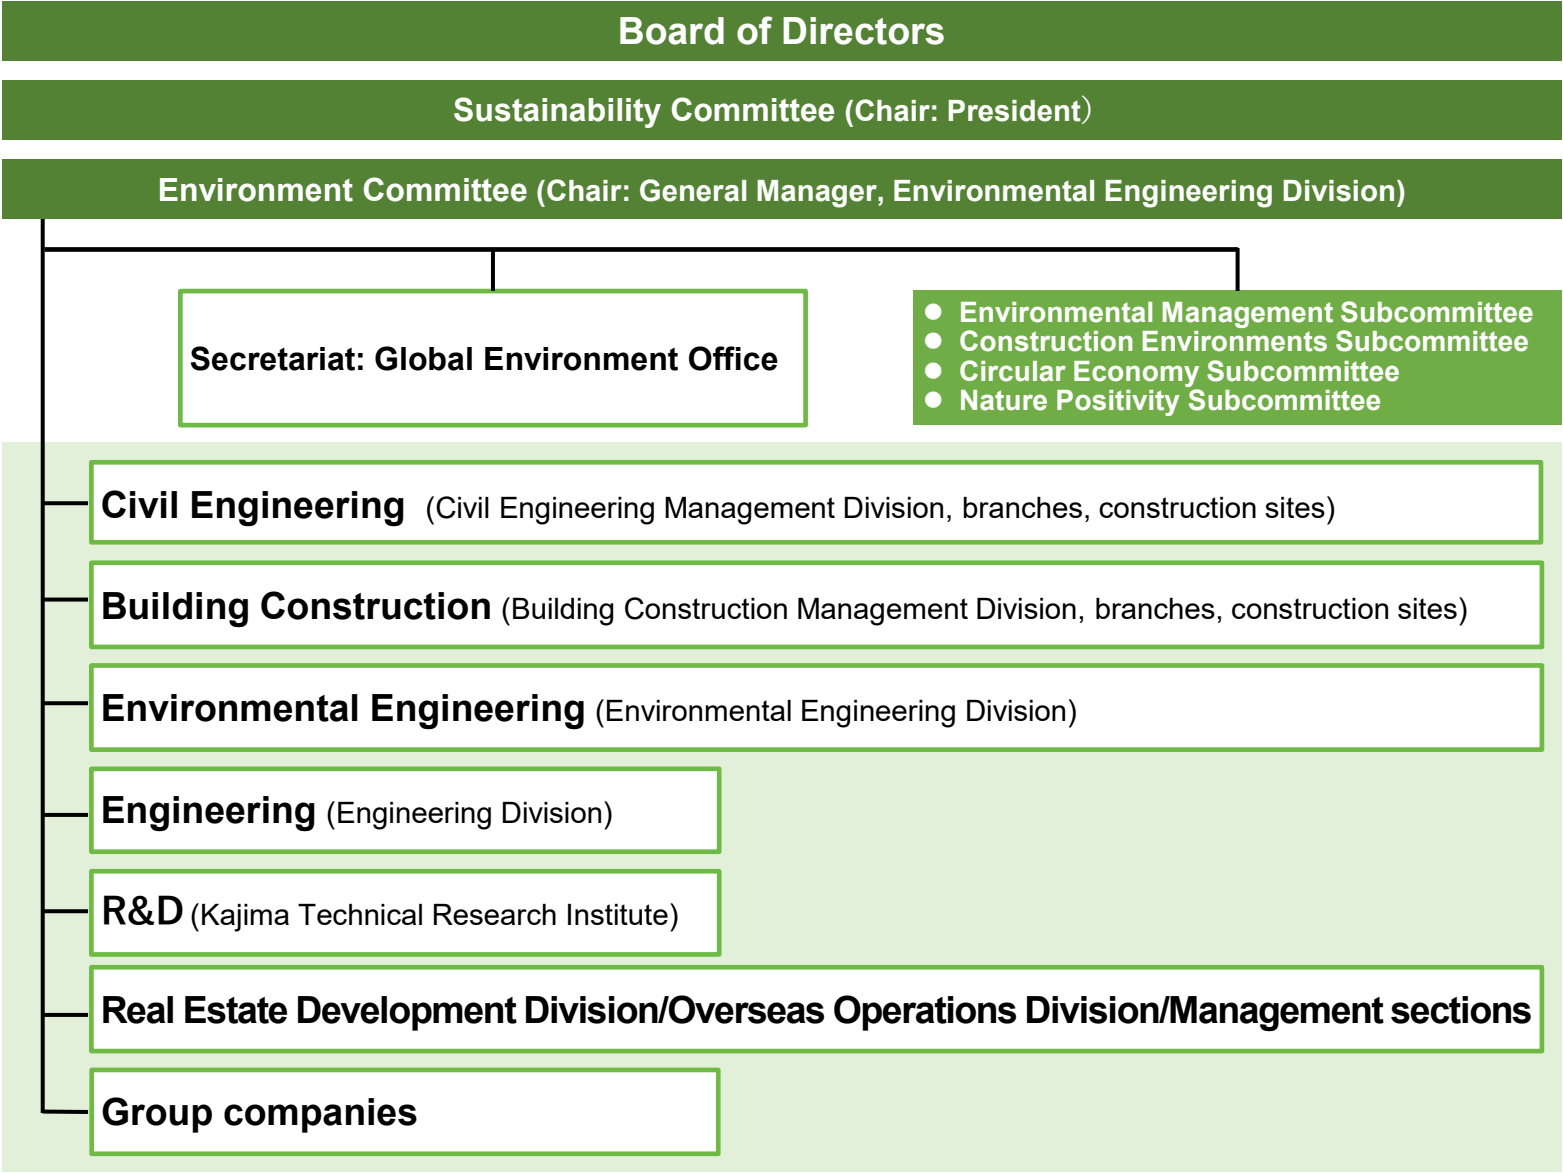 Board of Directors
Sustainability Committee (Chair: President）
Environment Committee (Chair: General Manager, Environmental Engineering Division)
Secretariat: Global Environment Office
● Environmental Management Subcommittee
● Construction Environments Subcommittee
● Circular Economy Subcommittee
● Nature Positivity Subcommittee
Civil Engineering (Civil Engineering Management Division, branches, construction sites)
Building Construction (Building Construction Management Division, branches, construction sites)
Environmental Engineering (Environmental Engineering Division)
Engineering (Engineering Division)
R&D (Kajima Technical Research Institute)
Real Estate Development Division/Overseas Operations Division/Management sections
Group companies